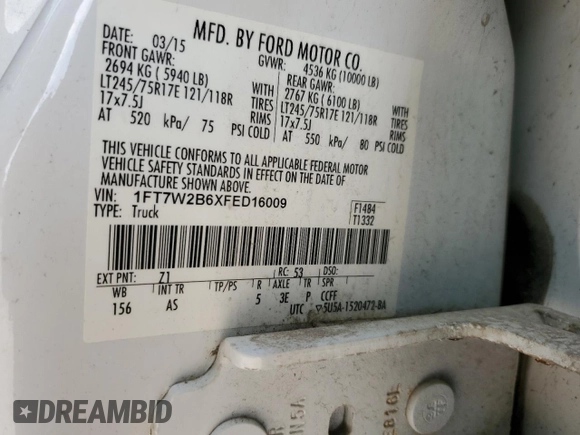 MFD. BY FORD MOTOR CO.
DATE: 03/15
GVWR: 4536 KG (10000 LB)
FRONT GAWR:
2694 KG (5940 LB)
LT245/75R17E 121/118R
17x7.5J
WITH
TIRES
RIMS
AT 520 kPa/ 75 PSI COLD
REAR GAWR:
2767 KG (6100 LB)
LT245/75R17E 121/118R
17x7.5J
WITH
TIRES
RIMS
AT 550 kPa/ 80 PSI COLD
THIS VEHICLE CONFORMS TO ALL APPLICABLE FEDERAL MOTOR
VEHICLE SAFETY STANDARDS IN EFFECT ON THE DATE OF
MANUFACTURE SHOWN ABOVE.
VIN: 1FT7W2B6XFED16009
TYPE: Truck
F1484
T1332
EXT PNT: Z1 RC: 53 DSO:
WB INT TR TP/PS R AXLE TR SPR
156 AS 5 3E P CCFF
UTC ▽5U5A-1520472-BA
DREAMBID